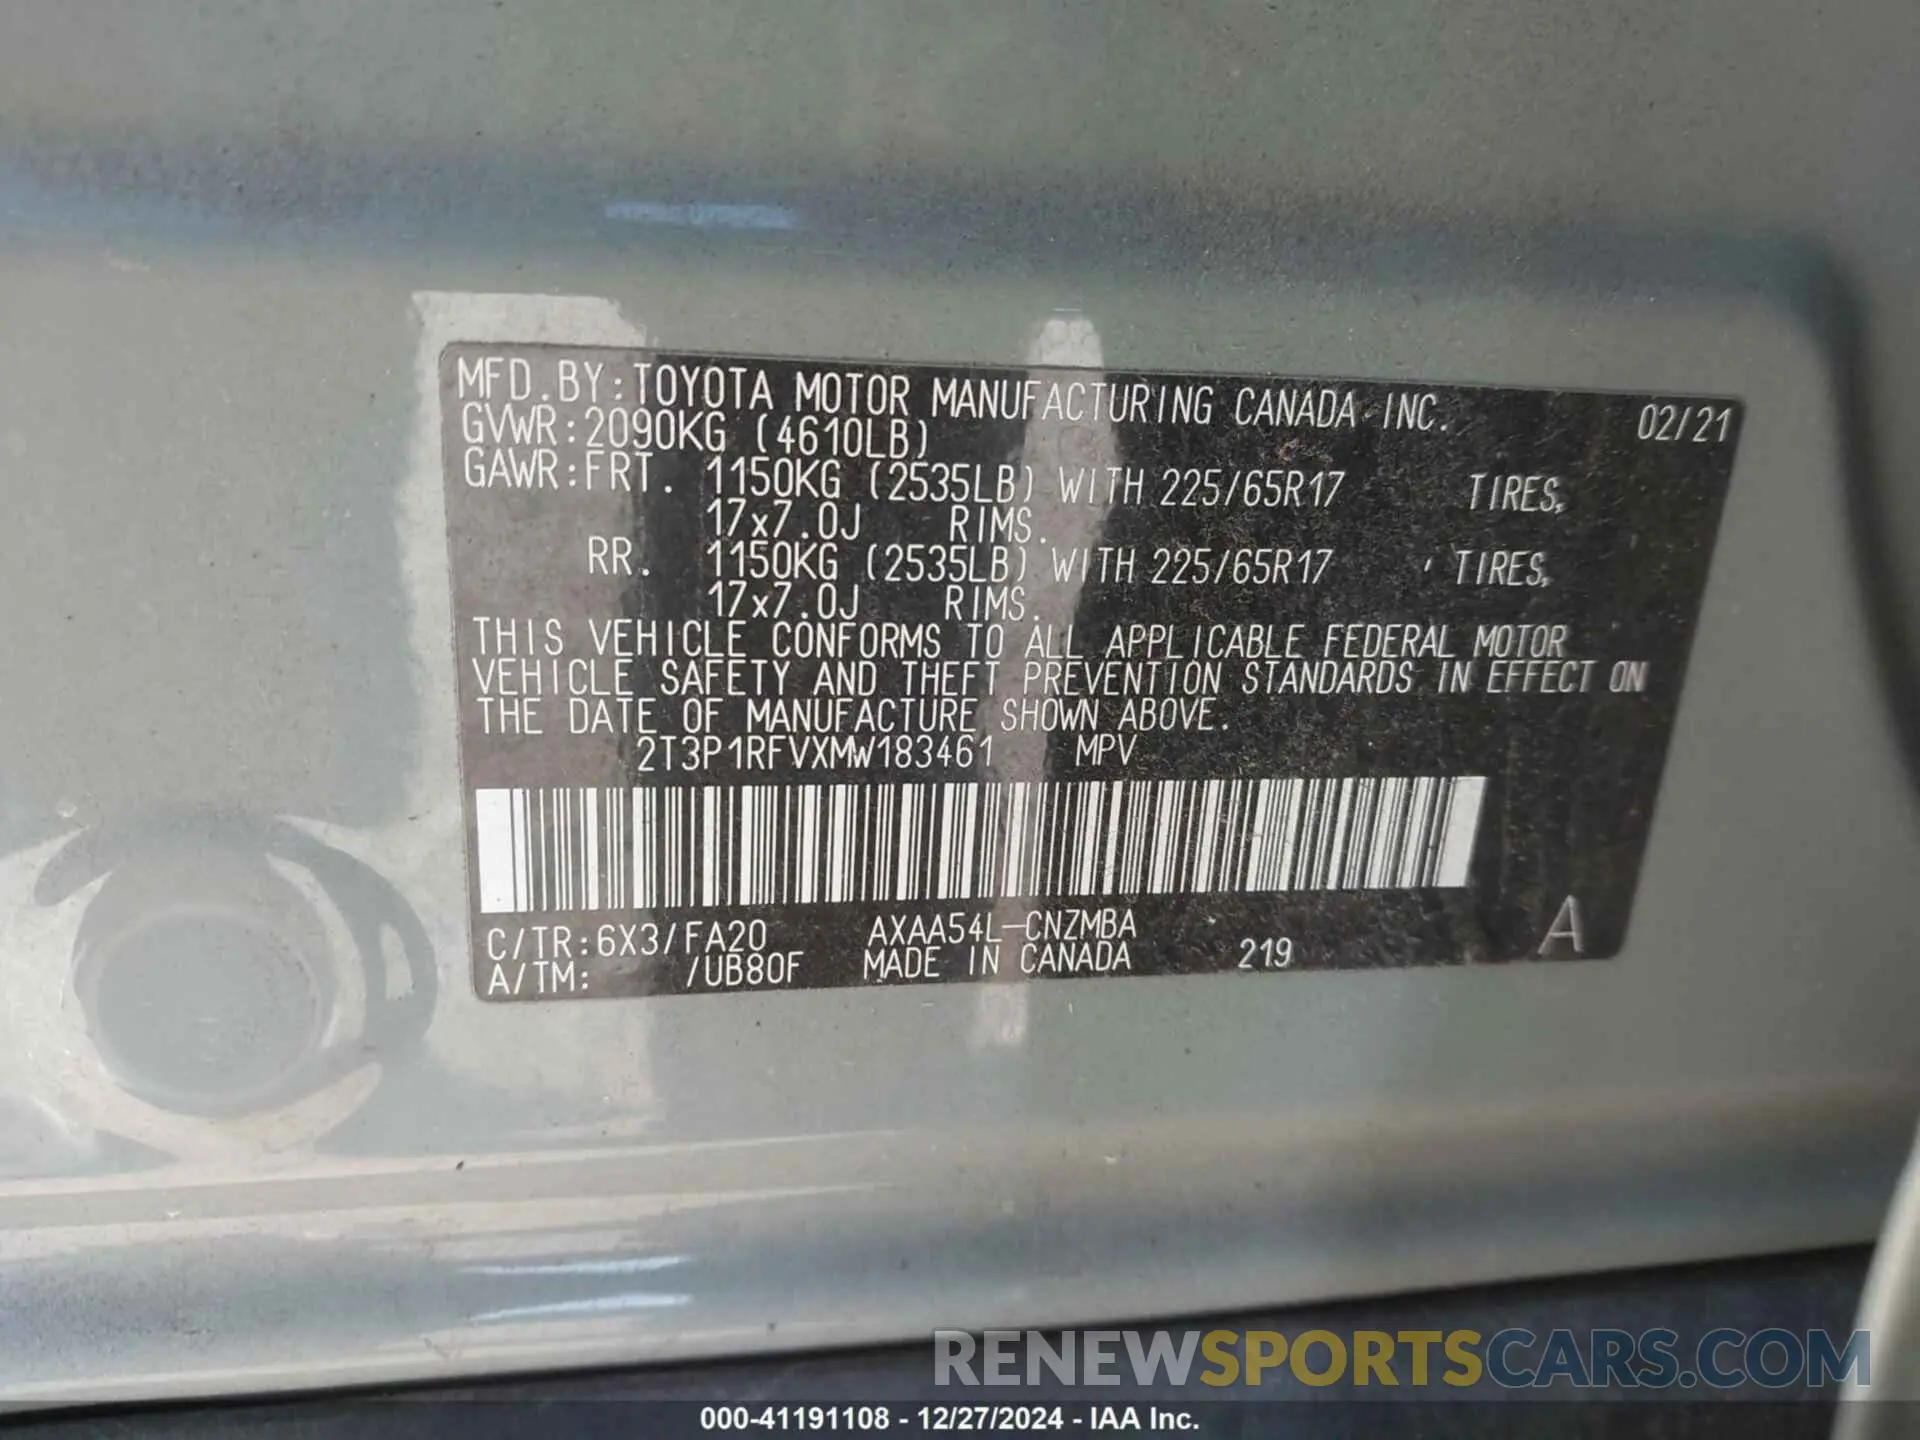 MFD.BY:TOYOTA MOTOR MANUFACTURING CANADA INC. 02/21
GVWR:2090KG (4610LB)
GAWR:FRT. 1150KG (2535LB) WITH 225/65R17 TIRES,
17x7.0J RIMS.
RR. 1150KG (2535LB) WITH 225/65R17 TIRES,
17x7.0J RIMS.
THIS VEHICLE CONFORMS TO ALL APPLICABLE FEDERAL MOTOR
VEHICLE SAFETY AND THEFT PREVENTION STANDARDS IN EFFECT ON
THE DATE OF MANUFACTURE SHOWN ABOVE.
2T3P1RFVXMW183461 MPV
C/TR:6X3/FA20 AXAA54L-CNZMBA
A/TM: /UB80F MADE IN CANADA 219 A
RENEWSPORTSCARS.COM
000-41191108 - 12/27/2024 - IAA Inc.